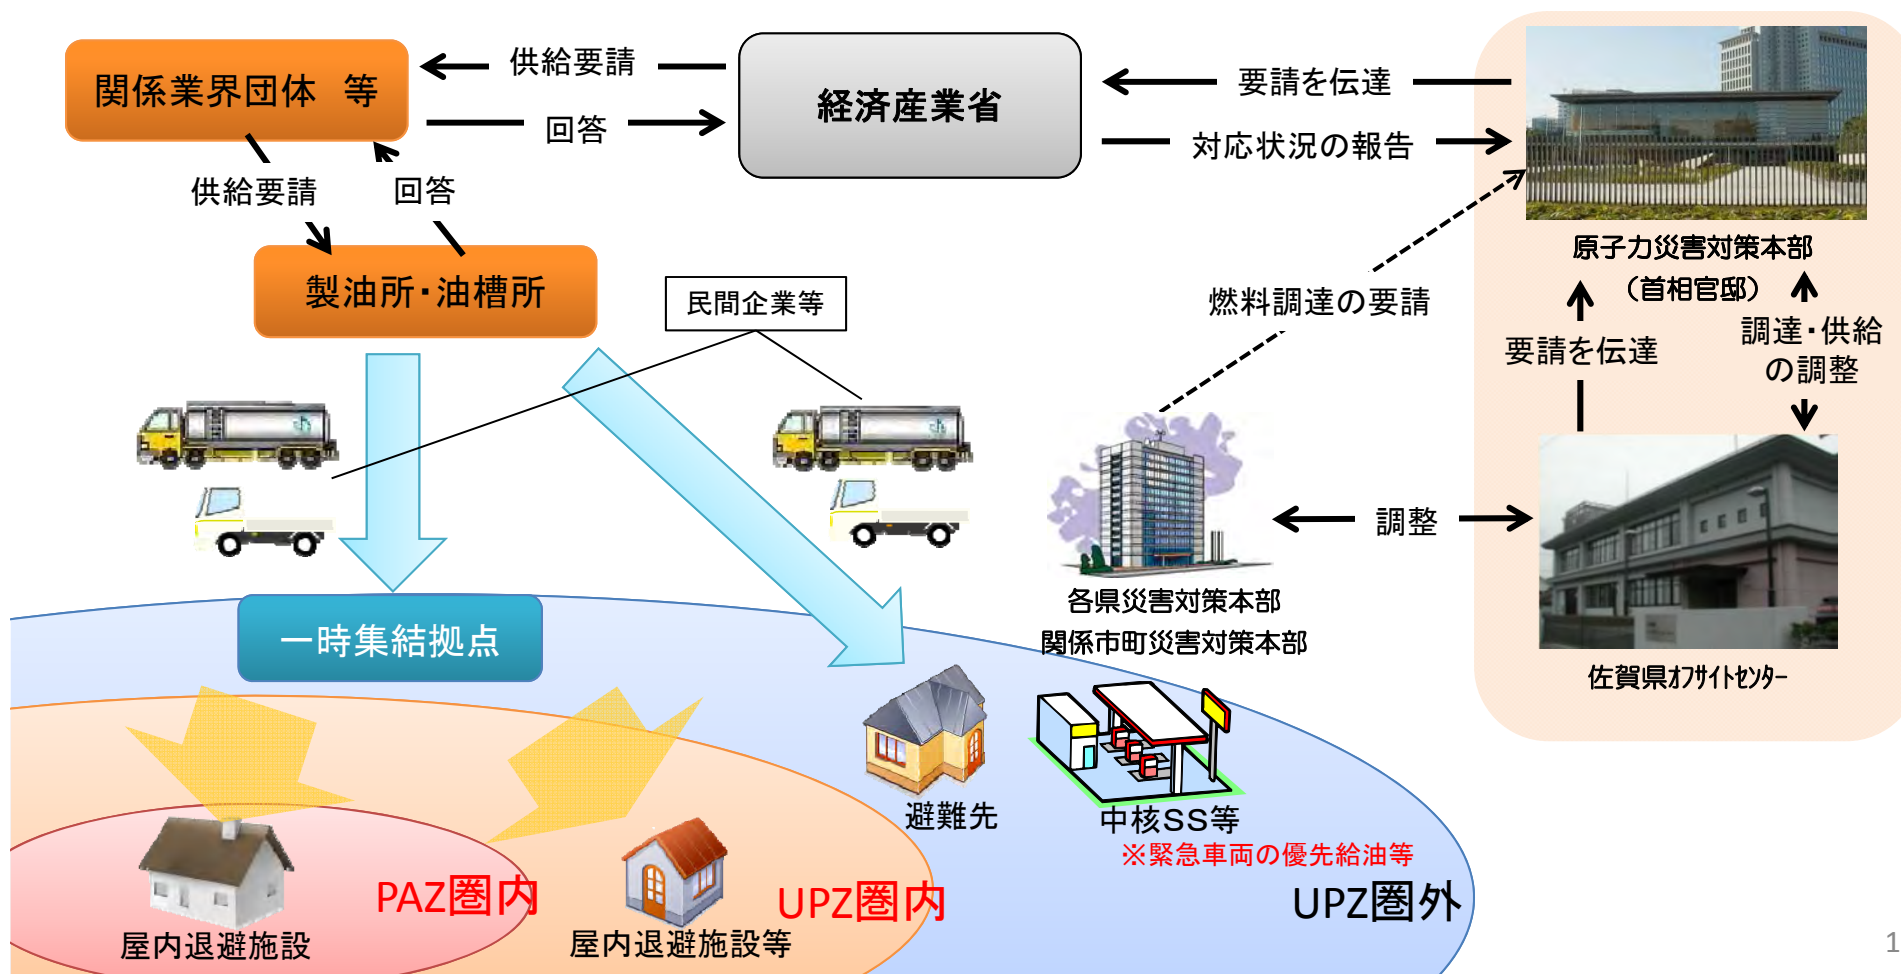 関係業界団体 等
供給要請
回答
経済産業省
要請を伝達
対応状況の報告
供給要請
回答
原子力災害対策本部
(首相官邸)
製油所・油槽所
民間企業等
燃料調達の要請
要請を伝達
調達・供給
の調整
調整
各県災害対策本部
関係市町災害対策本部
佐賀県オフサイトセンター
一時集結拠点
避難先
中核SS等
※緊急車両の優先給油等
PAZ圏内
UPZ圏内
UPZ圏外
屋内退避施設
屋内退避施設等
1